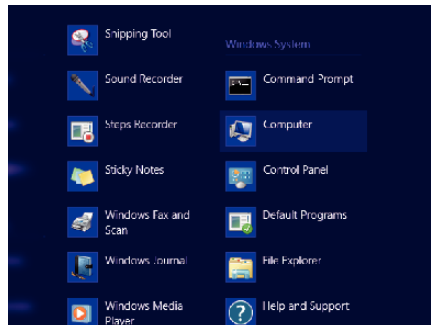 Snipping Tool
Sound Recorder
Steps Recorder
Sticky Notes
Windows Fax and
Scan
Windows Journal
Windows Media
Player
Windows System
Command Prompt
Computer
Control Panel
Default Programs
File Explorer
Help and Support